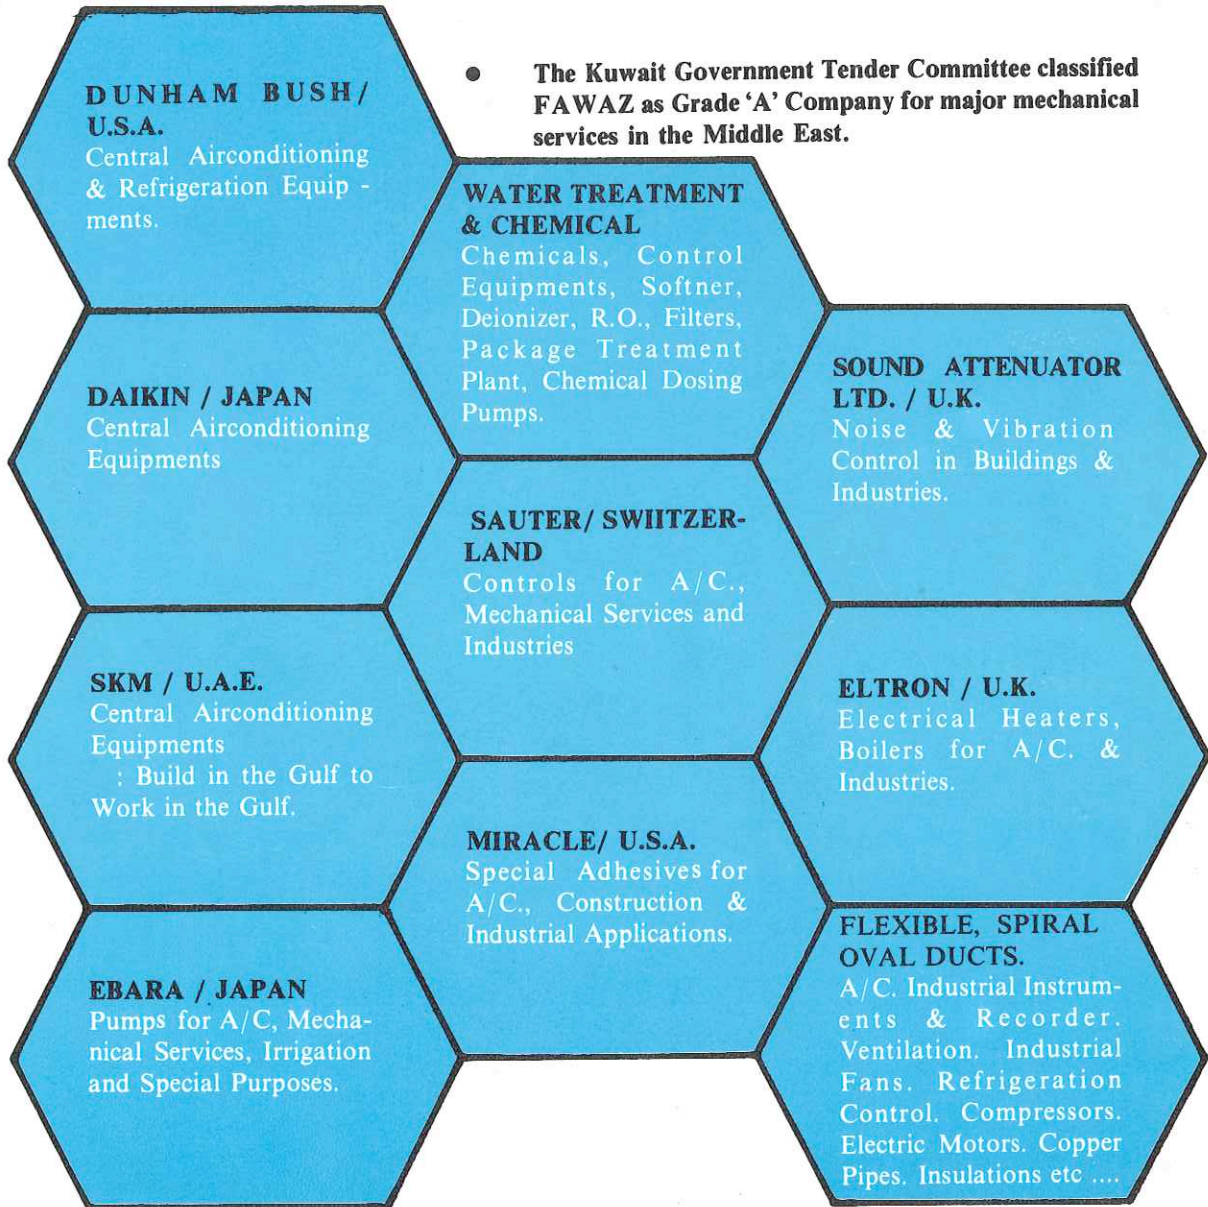 ● The Kuwait Government Tender Committee classified
FAWAZ as Grade ‘A’ Company for major mechanical
services in the Middle East.
DUNHAM BUSH/
U.S.A.
Central Airconditioning
& Refrigeration Equip -
ments.
DAIKIN / JAPAN
Central Airconditioning
Equipments
SKM / U.A.E.
Central Airconditioning
Equipments
: Build in the Gulf to
Work in the Gulf.
EBARA / JAPAN
Pumps for A/C, Mecha-
nical Services, Irrigation
and Special Purposes.
WATER TREATMENT
& CHEMICAL
Chemicals, Control
Equipments, Softner,
Deionizer, R.O., Filters,
Package Treatment
Plant, Chemical Dosing
Pumps.
SAUTER/ SWIITZER-
LAND
Controls for A/C.,
Mechanical Services and
Industries
MIRACLE/ U.S.A.
Special Adhesives for
A/C., Construction &
Industrial Applications.
SOUND ATTENUATOR
LTD. / U.K.
Noise & Vibration
Control in Buildings &
Industries.
ELTRON / U.K.
Electrical Heaters,
Boilers for A/C. &
Industries.
FLEXIBLE, SPIRAL
OVAL DUCTS.
A/C. Industrial Instrum-
ents & Recorder.
Ventilation. Industrial
Fans. Refrigeration
Control. Compressors.
Electric Motors. Copper
Pipes. Insulations etc ....